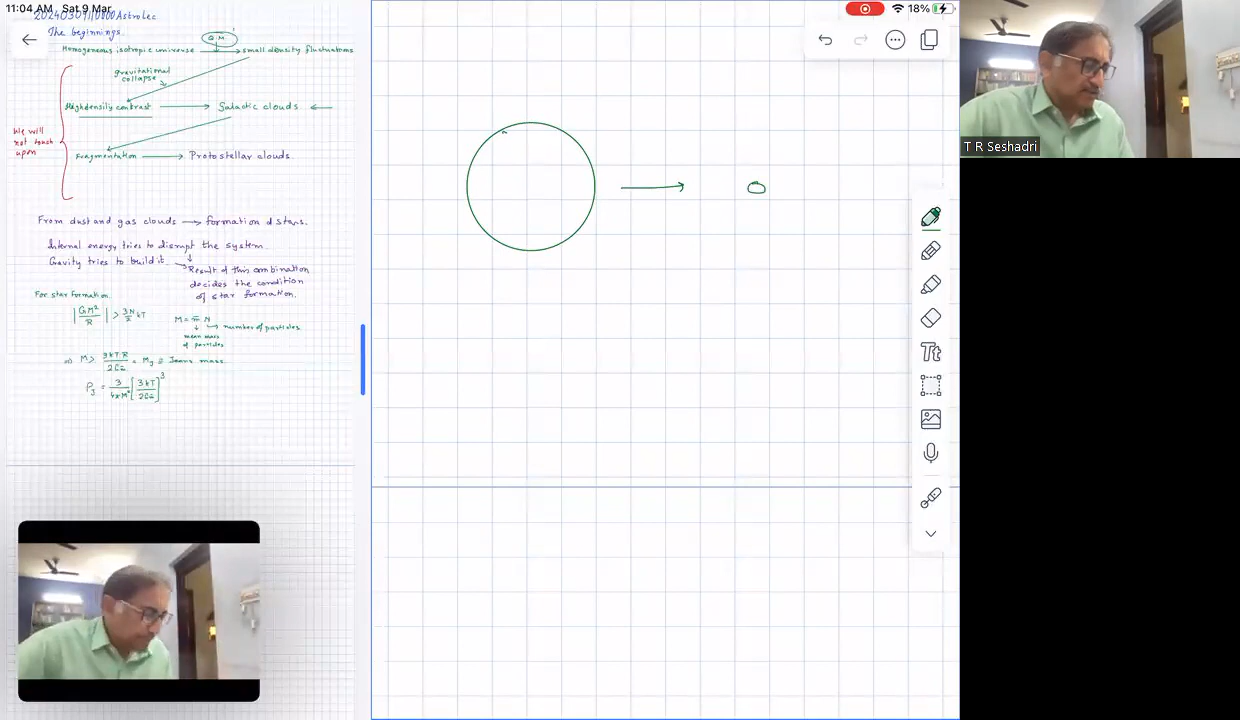 11:04 AM Sat 9 Mar
18%
202403091100 Astrolec
The beginnings.
Q.M.
Homogeneous isotropic universe → small density fluctuations
gravitational
collapse
High density contrast → Galactic clouds ←
We will
not touch
upon
Fragmentation → Protostellar clouds.
From dust and gas clouds → formation of stars.
Internal energy tries to disrupt the system.
Gravity tries to build it. → Result of this combination
decides the condition
of star formation.
For star formation.
|GM²/R| > 3N/2 kT
M = m̄ N → number of particles
mean mass
of particles
⇒ M > 3kTR/2Gm̄ = M_J ≡ Jeans mass
ρ_J = 3/4πM² [3kT/2Gm̄]³
Tt
T R Seshadri